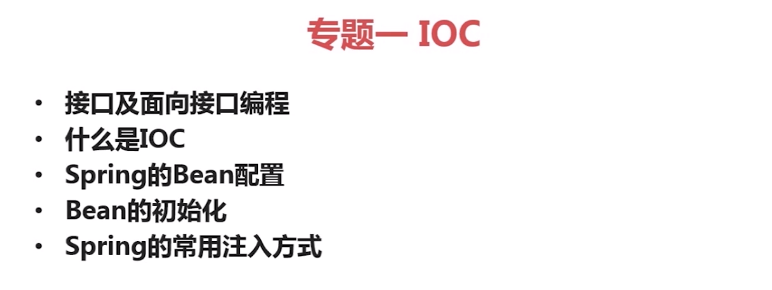 专题一 IOC
• 接口及面向接口编程
• 什么是IOC
• Spring的Bean配置
• Bean的初始化
• Spring的常用注入方式